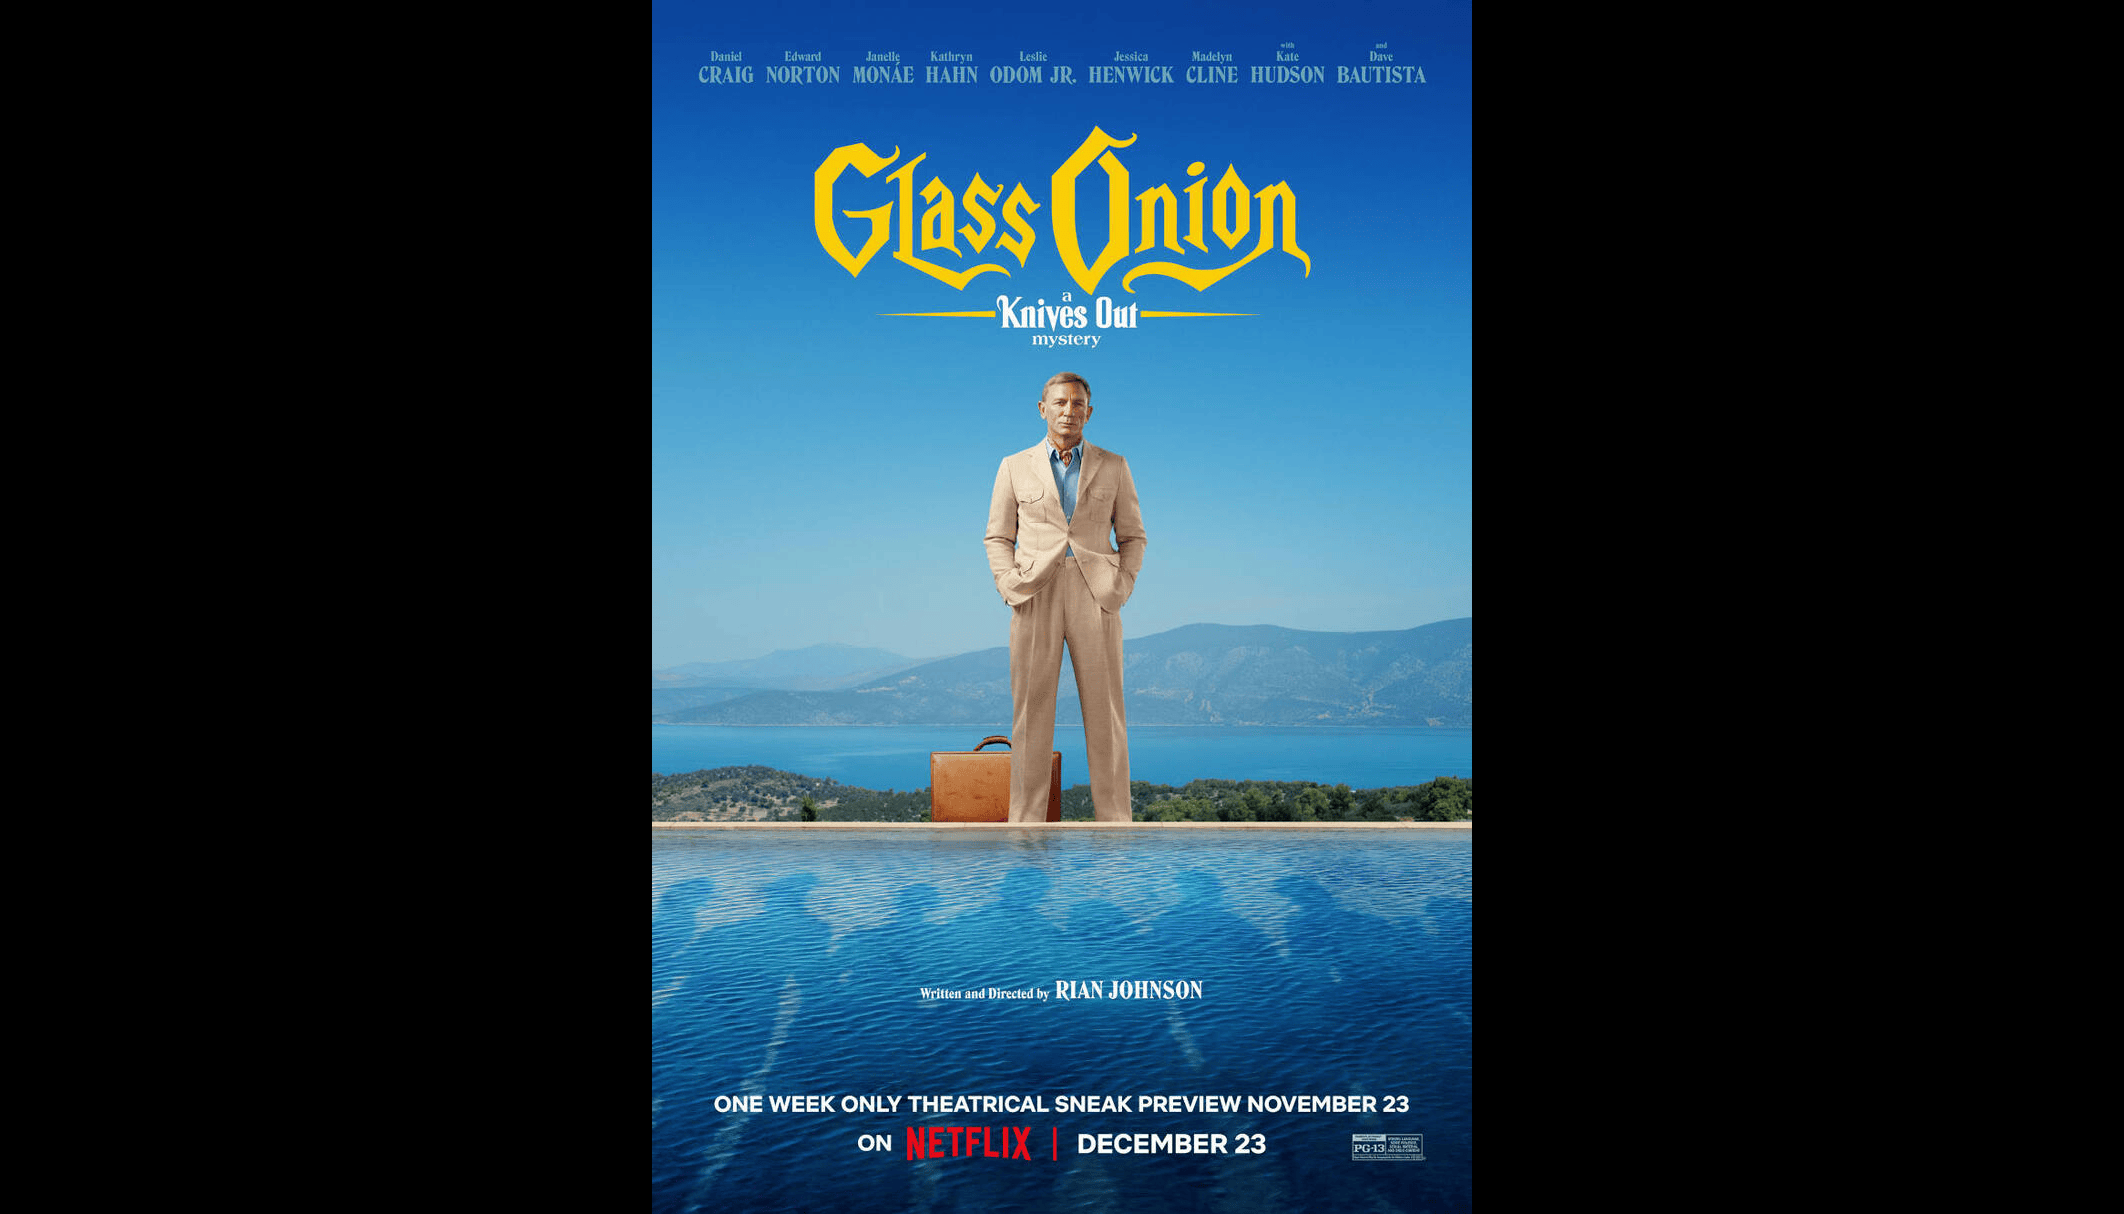 Daniel CRAIG Edward NORTON Janelle MONÁE Kathryn HAHN Leslie ODOM JR. Jessica HENWICK Madelyn CLINE with Kate HUDSON and Dave BAUTISTA
Glass Onion
a
Knives Out
mystery
Written and Directed by RIAN JOHNSON
ONE WEEK ONLY THEATRICAL SNEAK PREVIEW NOVEMBER 23
ON NETFLIX | DECEMBER 23
PG-13